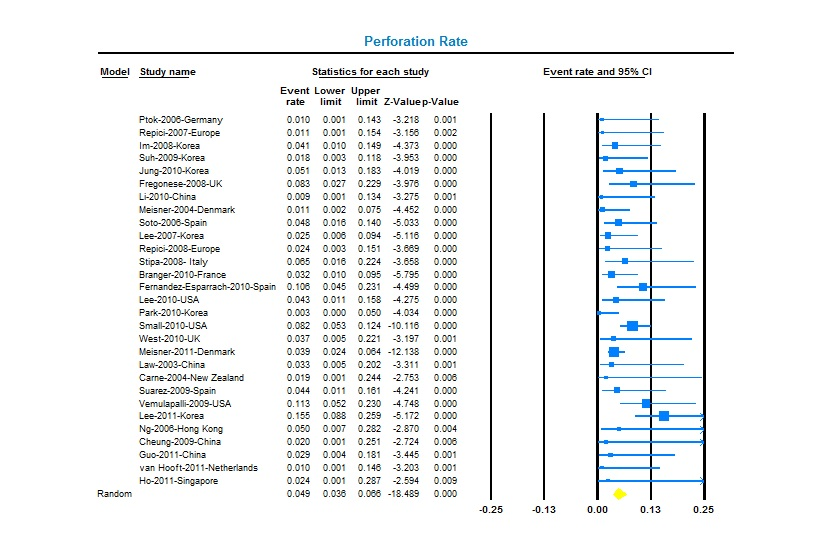 Perforation Rate
Model Study name Statistics for each study Event rate and 95% CI
Event Lower Upper
rate limit limit Z-Value p-Value
Ptok-2006-Germany 0.010 0.001 0.143 -3.218 0.001
Repici-2007-Europe 0.011 0.001 0.154 -3.156 0.002
Im-2008-Korea 0.041 0.010 0.149 -4.373 0.000
Suh-2009-Korea 0.018 0.003 0.118 -3.953 0.000
Jung-2010-Korea 0.051 0.013 0.183 -4.019 0.000
Fregonese-2008-UK 0.083 0.027 0.229 -3.976 0.000
Li-2010-China 0.009 0.001 0.134 -3.275 0.001
Meisner-2004-Denmark 0.011 0.002 0.075 -4.452 0.000
Soto-2006-Spain 0.048 0.016 0.140 -5.033 0.000
Lee-2007-Korea 0.025 0.006 0.094 -5.116 0.000
Repici-2008-Europe 0.024 0.003 0.151 -3.669 0.000
Stipa-2008- Italy 0.065 0.016 0.224 -3.658 0.000
Branger-2010-France 0.032 0.010 0.095 -5.795 0.000
Fernandez-Esparrach-2010-Spain 0.106 0.045 0.231 -4.499 0.000
Lee-2010-USA 0.043 0.011 0.158 -4.275 0.000
Park-2010-Korea 0.003 0.000 0.050 -4.034 0.000
Small-2010-USA 0.082 0.053 0.124 -10.116 0.000
West-2010-UK 0.037 0.005 0.221 -3.197 0.001
Meisner-2011-Denmark 0.039 0.024 0.064 -12.138 0.000
Law-2003-China 0.033 0.005 0.202 -3.311 0.001
Carne-2004-New Zealand 0.019 0.001 0.244 -2.753 0.006
Suarez-2009-Spain 0.044 0.011 0.161 -4.241 0.000
Vemulapalli-2009-USA 0.113 0.052 0.230 -4.748 0.000
Lee-2011-Korea 0.155 0.088 0.259 -5.172 0.000
Ng-2006-Hong Kong 0.050 0.007 0.282 -2.870 0.004
Cheung-2009-China 0.020 0.001 0.251 -2.724 0.006
Guo-2011-China 0.029 0.004 0.181 -3.445 0.001
van Hooft-2011-Netherlands 0.010 0.001 0.146 -3.203 0.001
Ho-2011-Singapore 0.024 0.001 0.287 -2.594 0.009
Random 0.049 0.036 0.066 -18.489 0.000
-0.25 -0.13 0.00 0.13 0.25